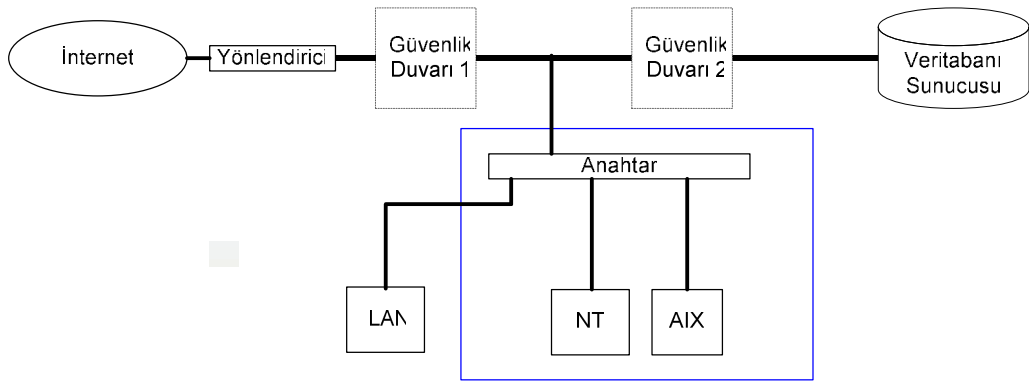 İnternet
Yönlendirici
Güvenlik
Duvarı 1
Güvenlik
Duvarı 2
Veritabanı
Sunucusu
Anahtar
LAN
NT
AIX